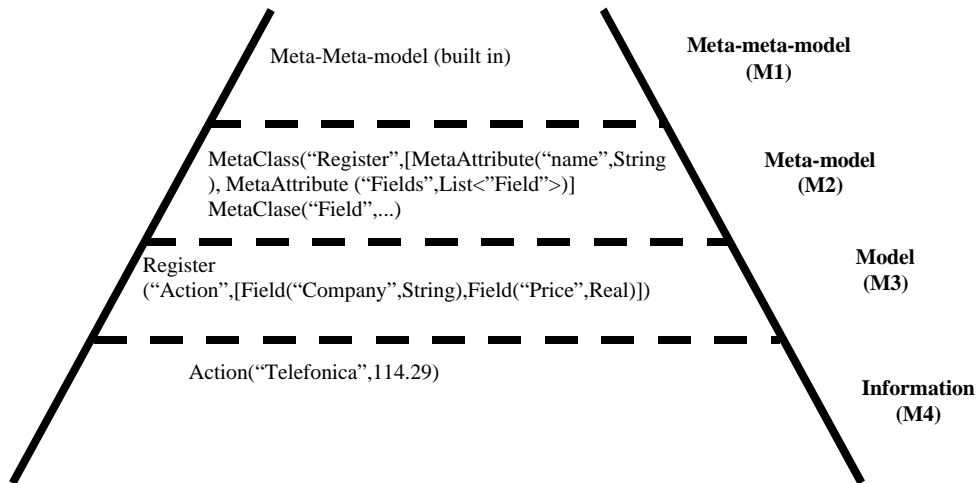 Meta-Meta-model (built in)
Meta-meta-model
(M1)
MetaClass(“Register”,[MetaAttribute(“name”,String
), MetaAttribute (“Fields”,List<”Field”>)]
MetaClase(“Field”,...)
Meta-model
(M2)
Register
(“Action”,[Field(“Company”,String),Field(“Price”,Real)])
Model
(M3)
Action(“Telefonica”,114.29)
Information
(M4)